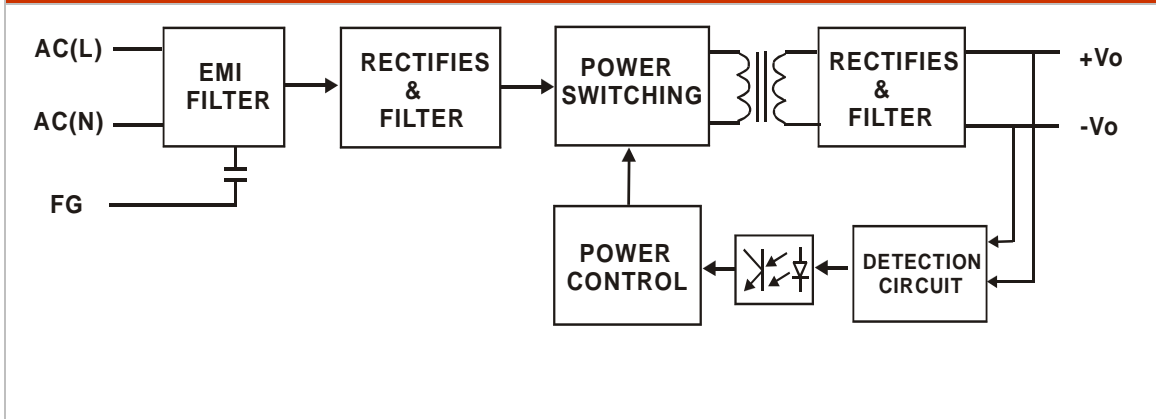 AC(L)
AC(N)
FG
EMI
FILTER
RECTIFIES
&
FILTER
POWER
SWITCHING
RECTIFIES
&
FILTER
+Vo
-Vo
POWER
CONTROL
DETECTION
CIRCUIT